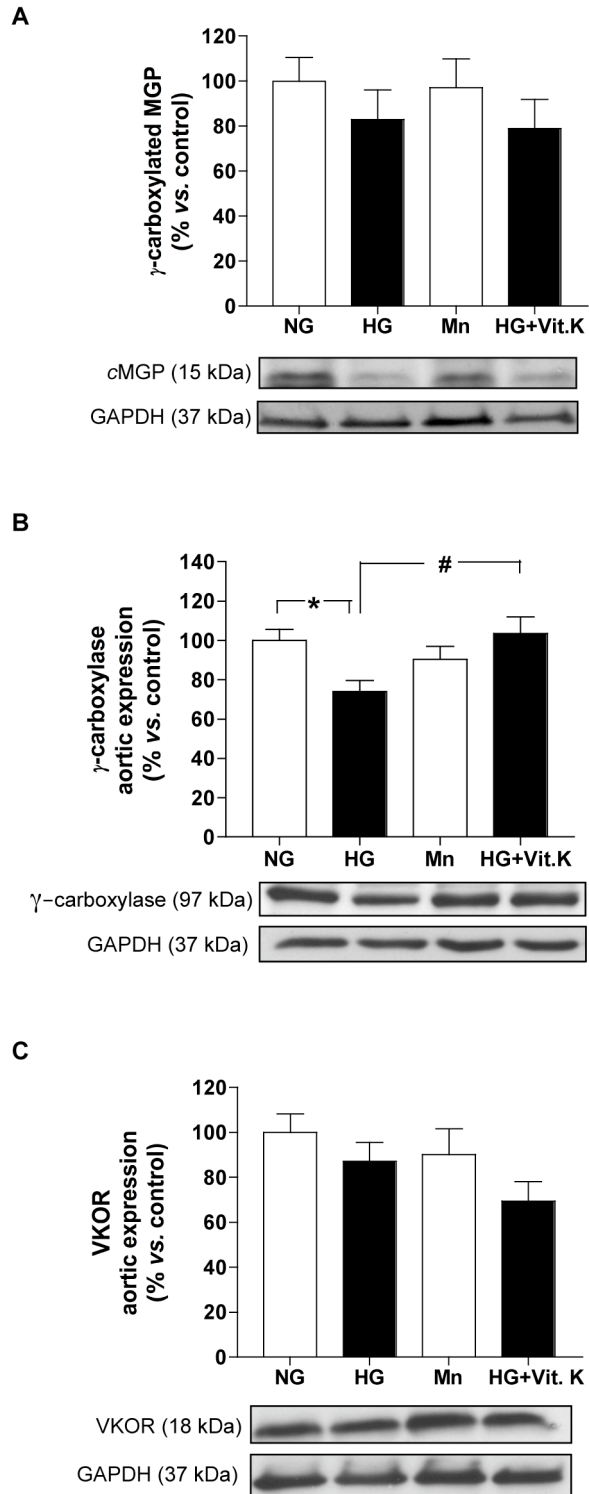 A
γ-carboxylated MGP
(% vs. control)
120
100
80
60
40
20
0
NG HG Mn HG+Vit.K
cMGP (15 kDa)
GAPDH (37 kDa)
B
γ-carboxylase
aortic expression
(% vs. control)
140
120
100
80
60
40
20
0
*
#
NG HG Mn HG+Vit.K
γ-carboxylase (97 kDa)
GAPDH (37 kDa)
C
VKOR
aortic expression
(% vs. control)
120
100
80
60
40
20
0
NG HG Mn HG+Vit. K
VKOR (18 kDa)
GAPDH (37 kDa)